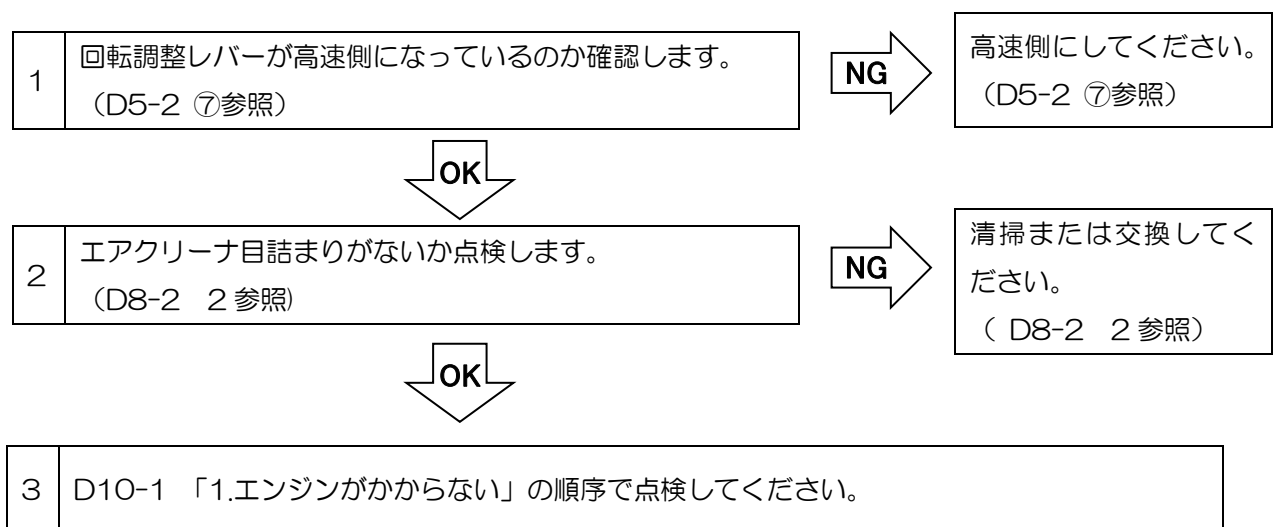 1
回転調整レバーが高速側になっているのか確認します。
（D5-2 ⑦参照）
NG
高速側にしてください。
（D5-2 ⑦参照）
OK
2
エアクリーナ目詰まりがないか点検します。
（D8-2　2参照)
NG
清掃または交換してく
ださい。
（ D8-2　2参照）
OK
3
D10-1 「1.エンジンがかからない」の順序で点検してください。